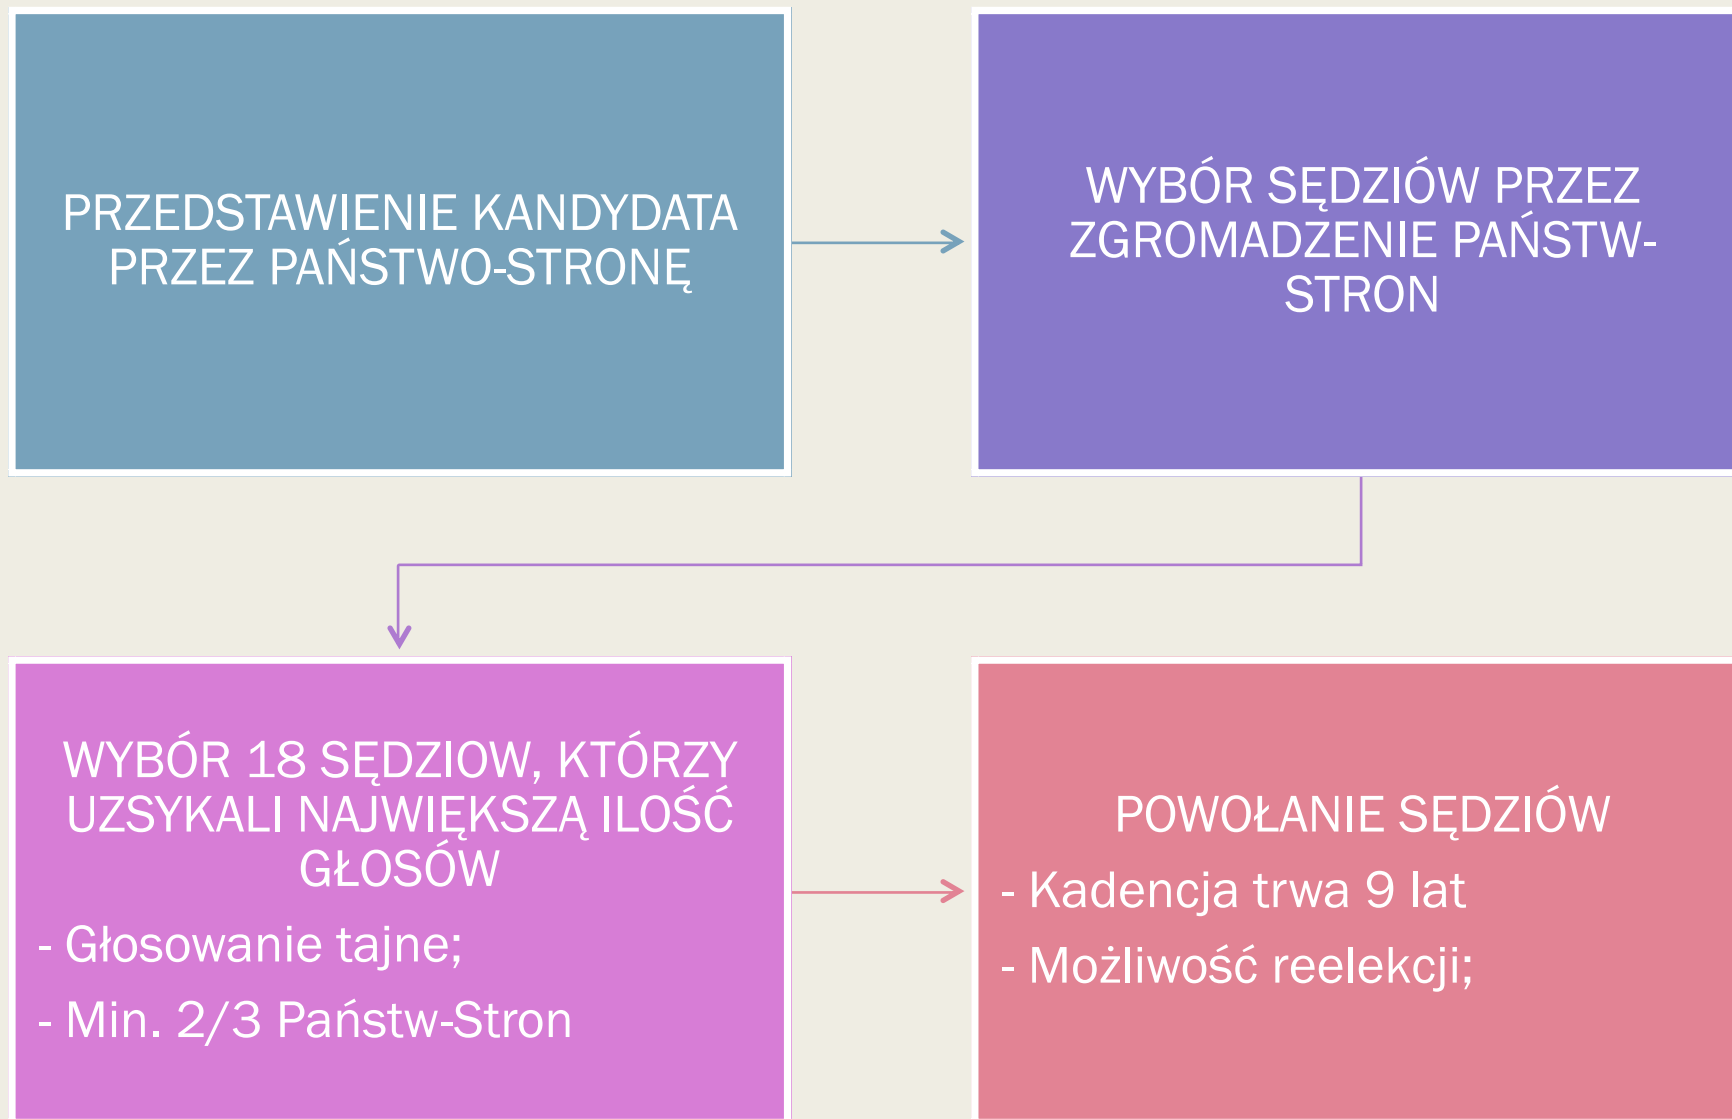 PRZEDSTAWIENIE KANDYDATA
PRZEZ PAŃSTWO-STRONĘ
WYBÓR SĘDZIÓW PRZEZ
ZGROMADZENIE PAŃSTW-
STRON
WYBÓR 18 SĘDZIOW, KTÓRZY
UZSYKALI NAJWIĘKSZĄ ILOŚĆ
GŁOSÓW
- Głosowanie tajne;
- Min. 2/3 Państw-Stron
POWOŁANIE SĘDZIÓW
- Kadencja trwa 9 lat
- Możliwość reelekcji;